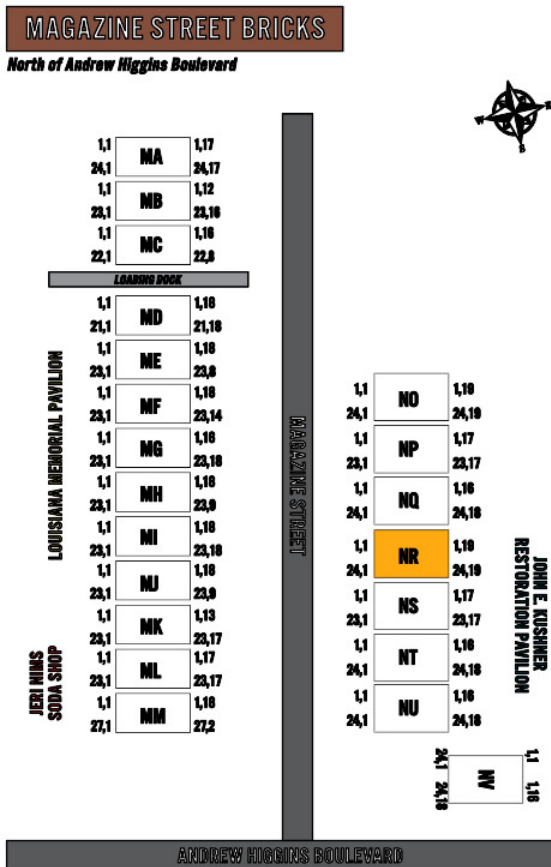 MAGAZINE STREET BRICKS
North of Andrew Higgins Boulevard
N
E
S
W
1,1 MA 1,17
24,1 24,17
1,1 MB 1,12
23,1 23,16
1,1 MC 1,16
22,1 22,8
LOADING DOCK
1,1 MD 1,18
21,1 21,18
1,1 ME 1,18
23,1 23,8
1,1 MF 1,18
23,1 23,14
1,1 MG 1,16
23,1 23,18
1,1 MH 1,18
23,1 23,9
1,1 MI 1,18
23,1 23,18
1,1 MJ 1,18
23,1 23,9
1,1 MK 1,13
23,1 23,17
1,1 ML 1,17
23,1 23,17
1,1 MM 1,18
27,1 27,2
LOUISIANA MEMORIAL PAVILION
JERI NIMS
SODA SHOP
MAGAZINE STREET
1,1 NO 1,19
24,1 24,19
1,1 NP 1,17
23,1 23,17
1,1 NQ 1,16
24,1 24,18
1,1 NR 1,19
24,1 24,19
1,1 NS 1,17
23,1 23,17
1,1 NT 1,16
24,1 24,18
1,1 NU 1,16
24,1 24,18
JOHN E. KUSHNER
RESTORATION PAVILION
1,1 NV 1,16
24,1 24,18
ANDREW HIGGINS BOULEVARD